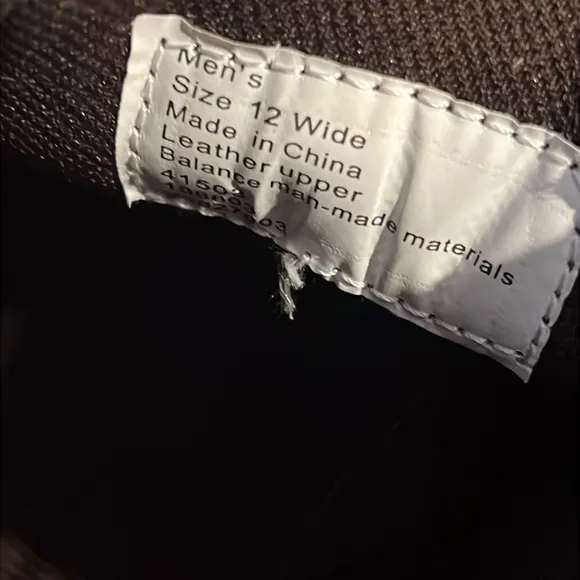 Men's
Size 12 Wide
Made in China
Leather upper
Balance man-made materials